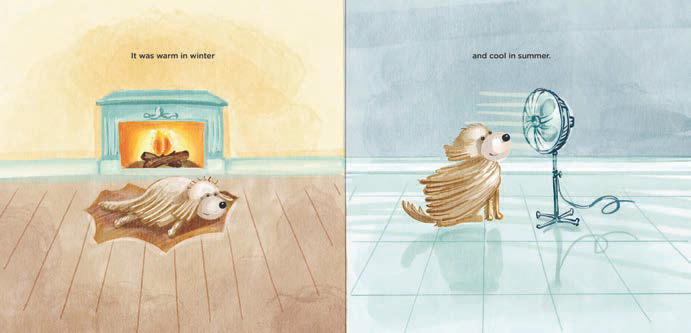 It was warm in winter
and cool in summer.